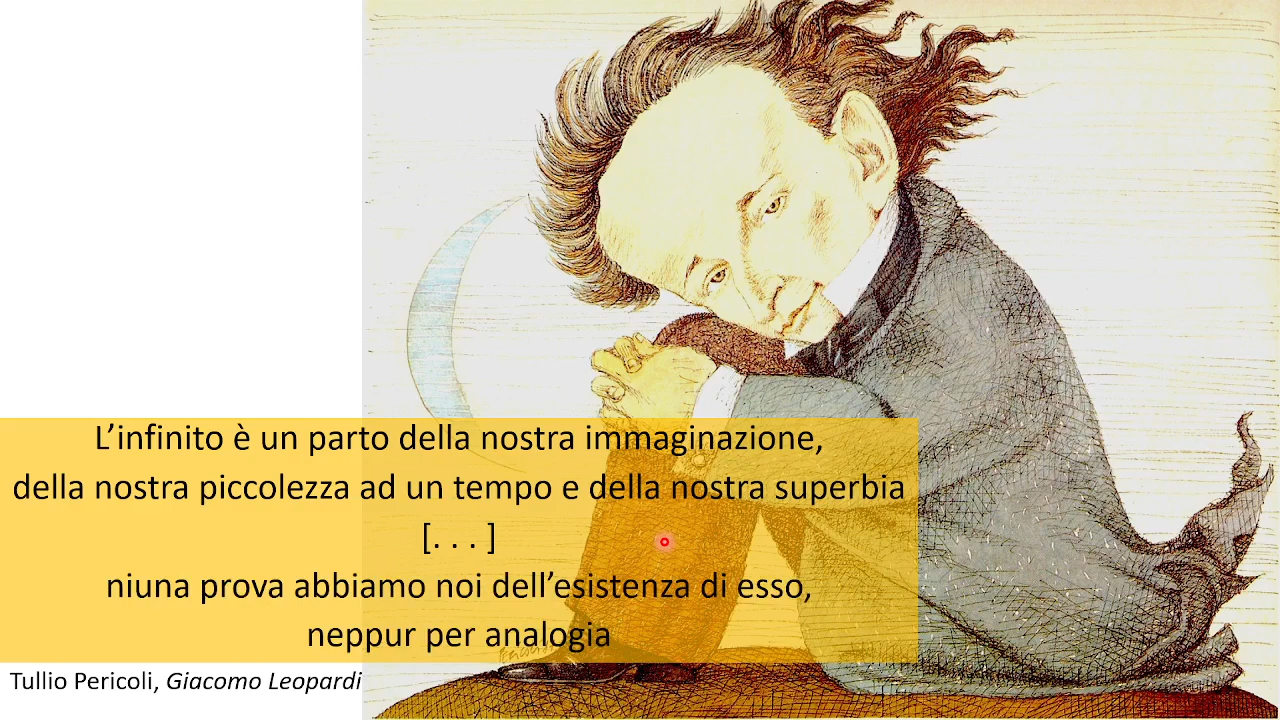 L’infinito è un parto della nostra immaginazione,
della nostra piccolezza ad un tempo e della nostra superbia
[. . . ]
niuna prova abbiamo noi dell’esistenza di esso,
neppur per analogia
Tullio Pericoli, Giacomo Leopardi